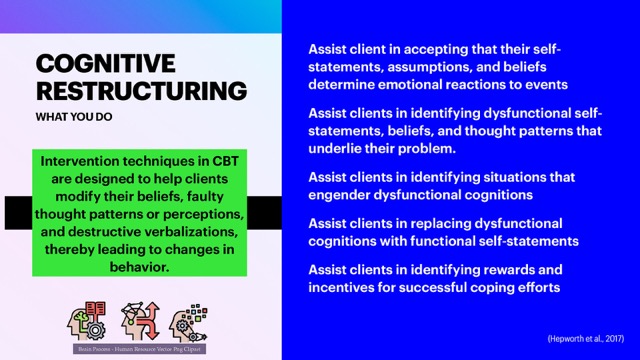 COGNITIVE
RESTRUCTURING
WHAT YOU DO
Intervention techniques in CBT
are designed to help clients
modify their beliefs, faulty
thought patterns or perceptions,
and destructive verbalizations,
thereby leading to changes in
behavior.
Brain Process - Human Resource Vector Png Clipart
Assist client in accepting that their self-
statements, assumptions, and beliefs
determine emotional reactions to events
Assist clients in identifying dysfunctional self-
statements, beliefs, and thought patterns that
underlie their problem.
Assist clients in identifying situations that
engender dysfunctional cognitions
Assist clients in replacing dysfunctional
cognitions with functional self-statements
Assist clients in identifying rewards and
incentives for successful coping efforts
(Hepworth et al., 2017)